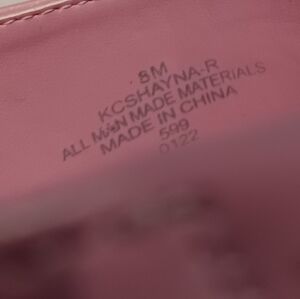 8M
KCSHAYNA-R
ALL MAN MADE MATERIALS
MADE IN CHINA
599
0122